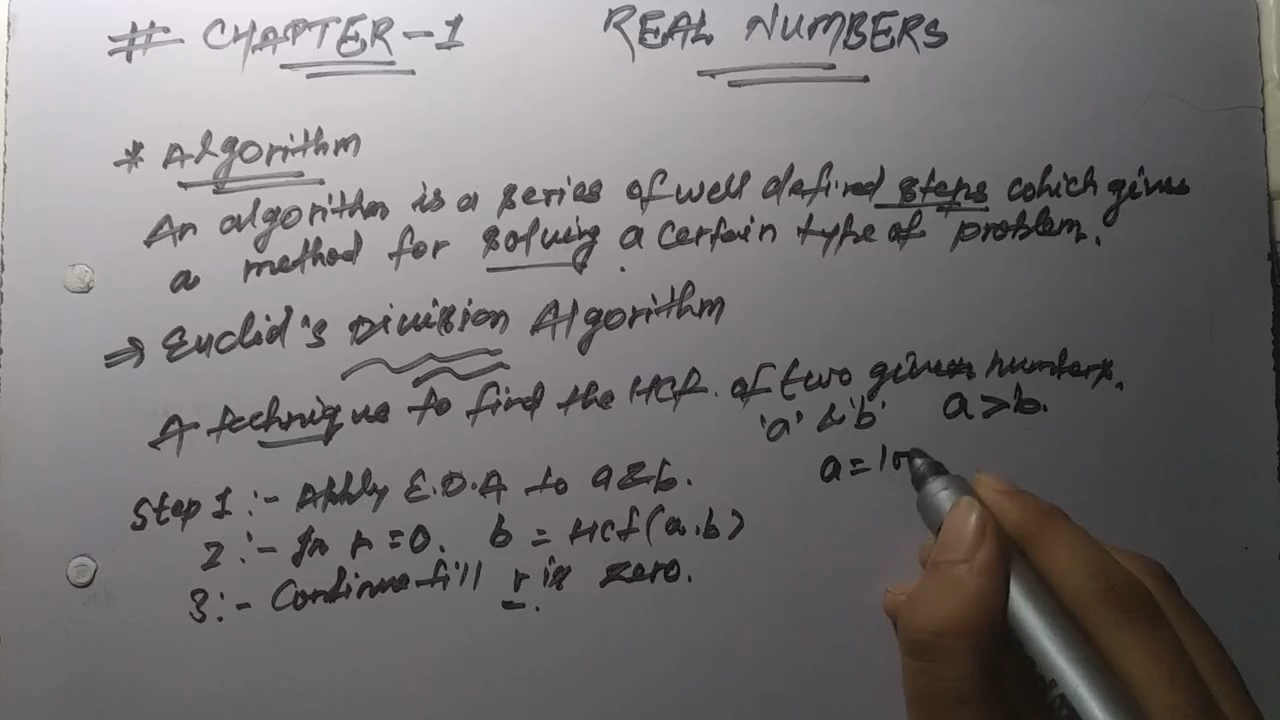 # CHAPTER-1 REAL NUMBERS
* Algorithm
An algorithm is a series of well defined steps which gives
a method for solving a certain type of problem.
⇒ Euclid's Division Algorithm
A technique to find the HCf. of two given numbers.
'a' & 'b' a > b.
Step 1 :- Apply E.D.A to a & b.
a = 10
2 :- In r = 0. b = HCf (a.b)
3 :- Continue till r is zero.